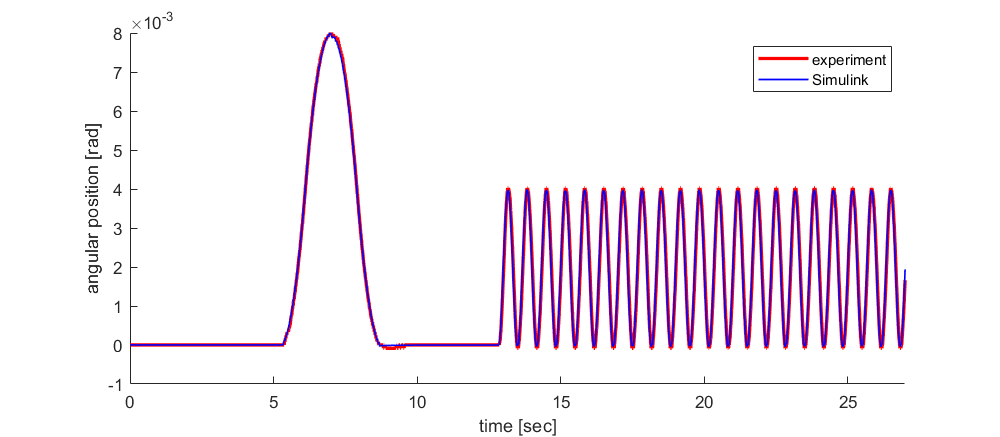 ×10⁻³
8
7
6
5
4
3
2
1
0
-1
angular position [rad]
experiment
Simulink
0 5 10 15 20 25
time [sec]